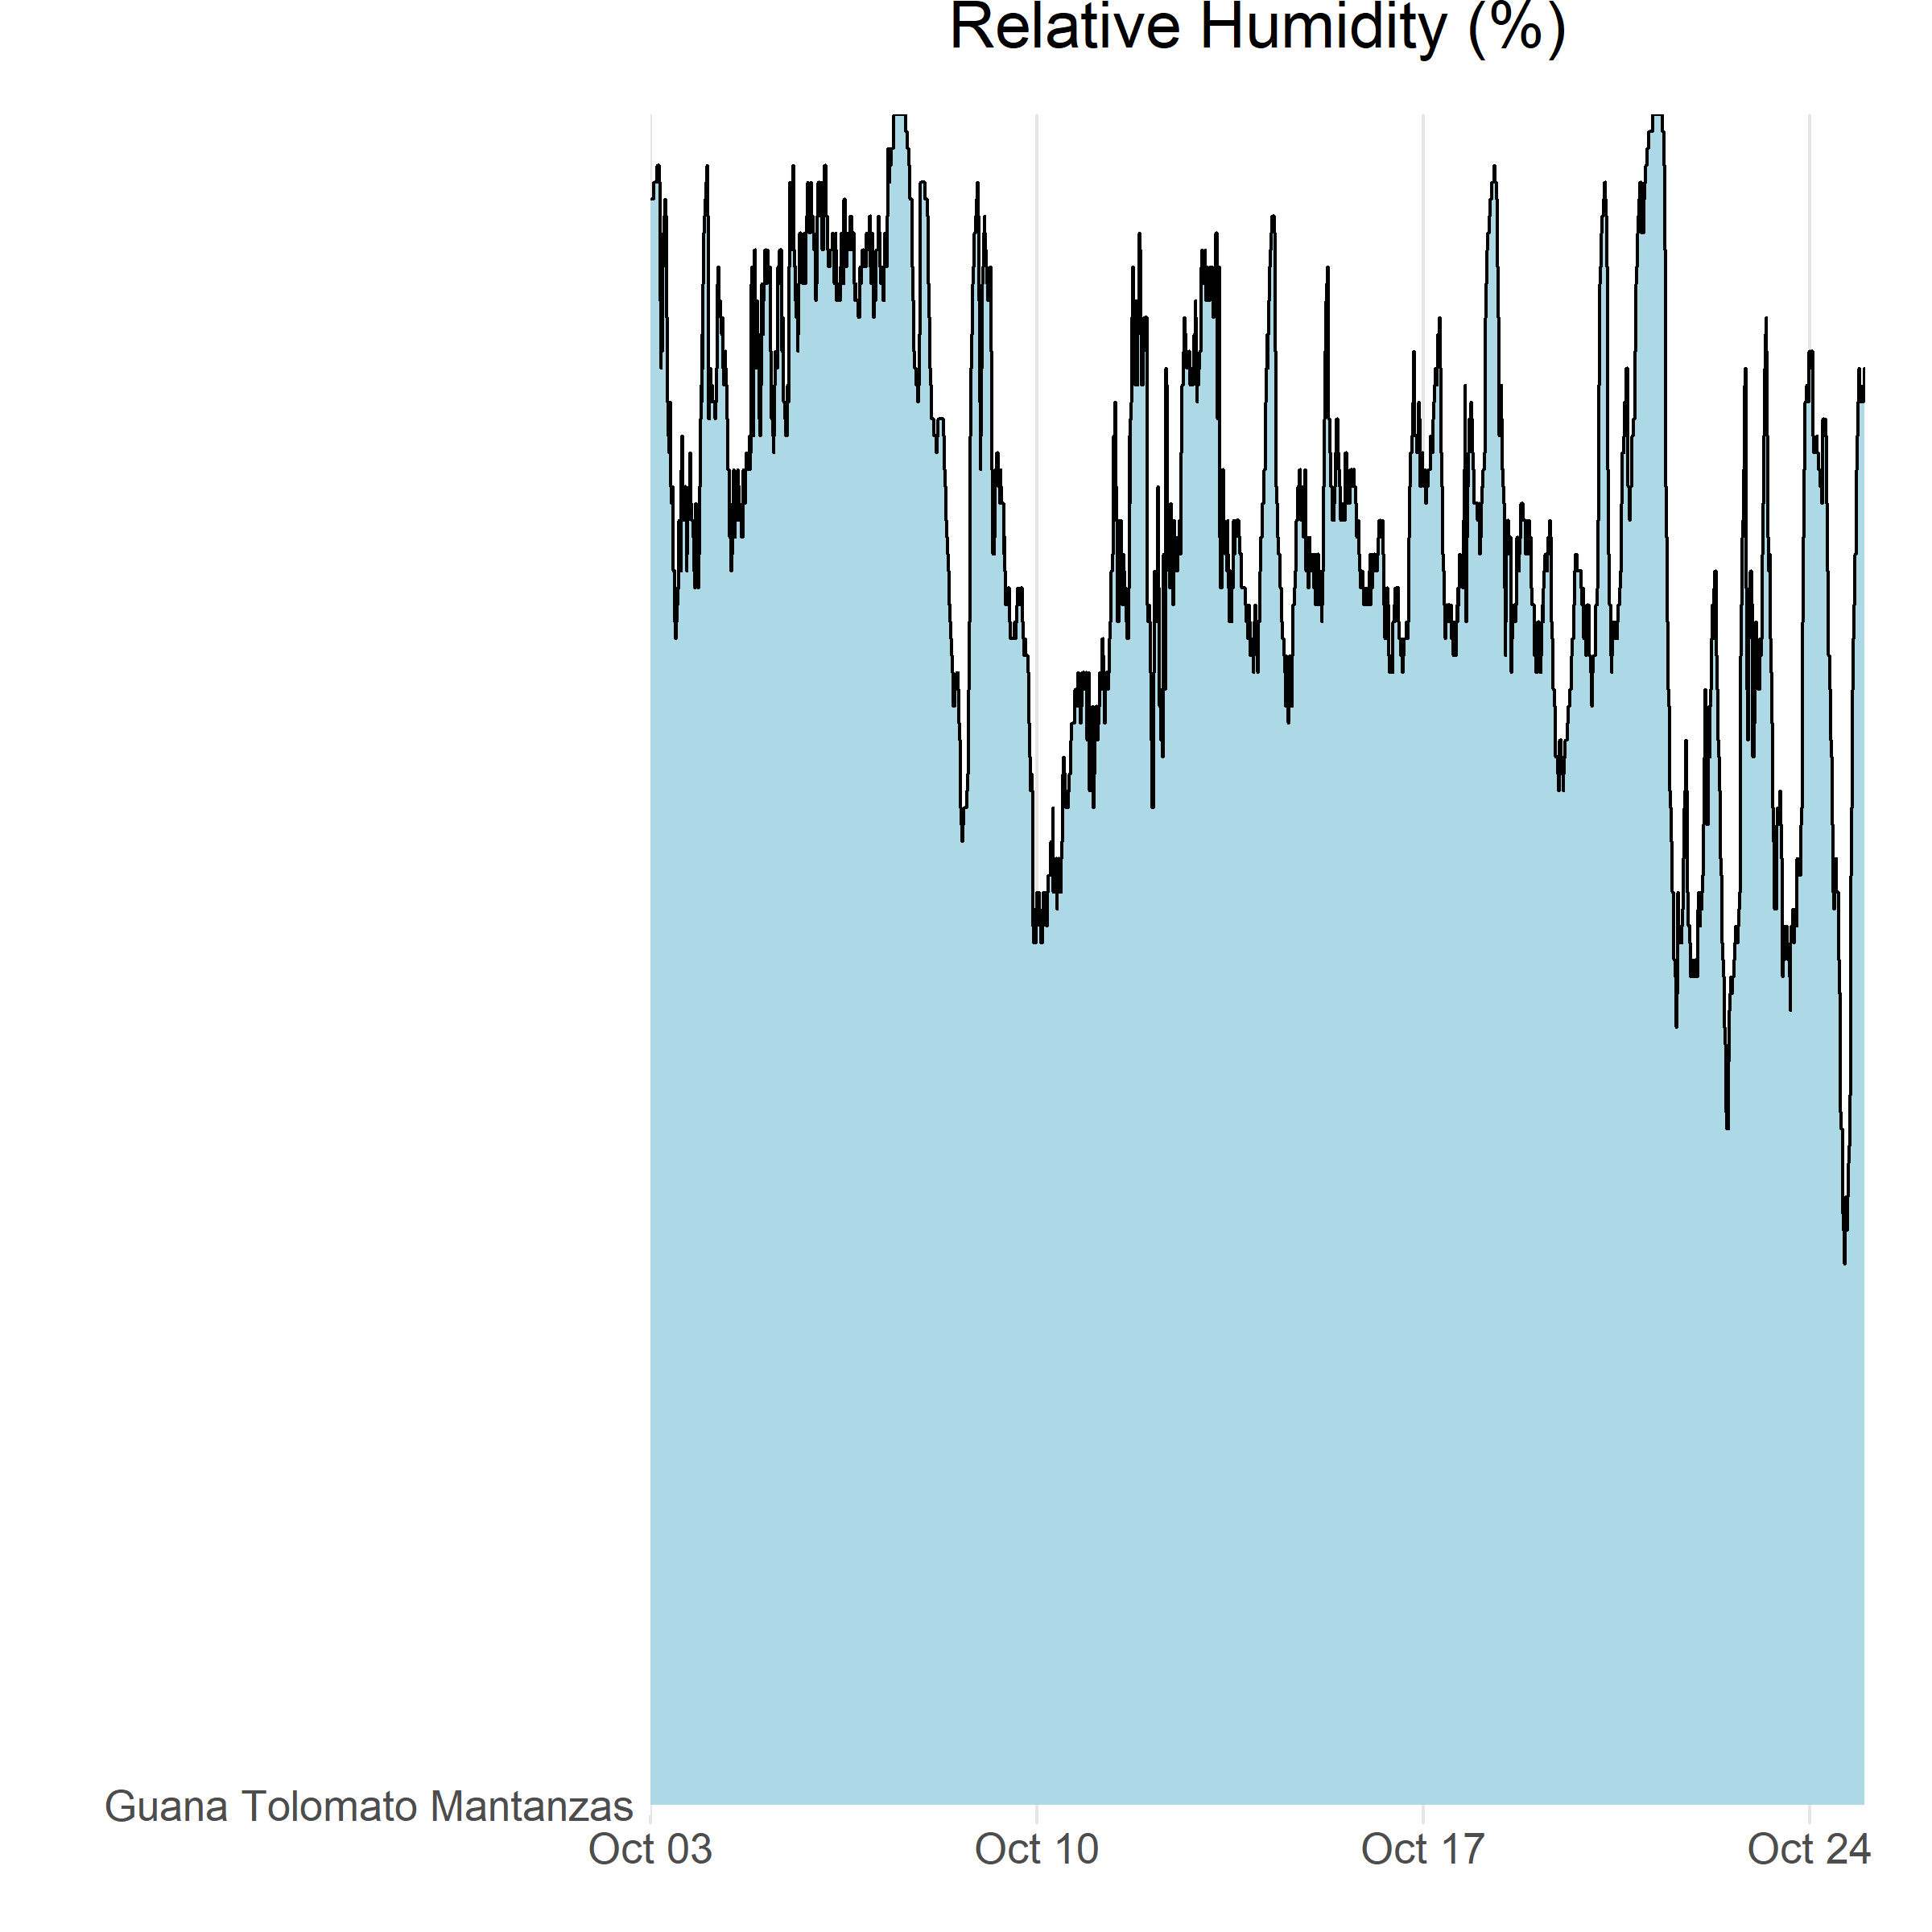 Relative Humidity (%)
Guana Tolomato Mantanzas
Oct 03
Oct 10
Oct 17
Oct 24